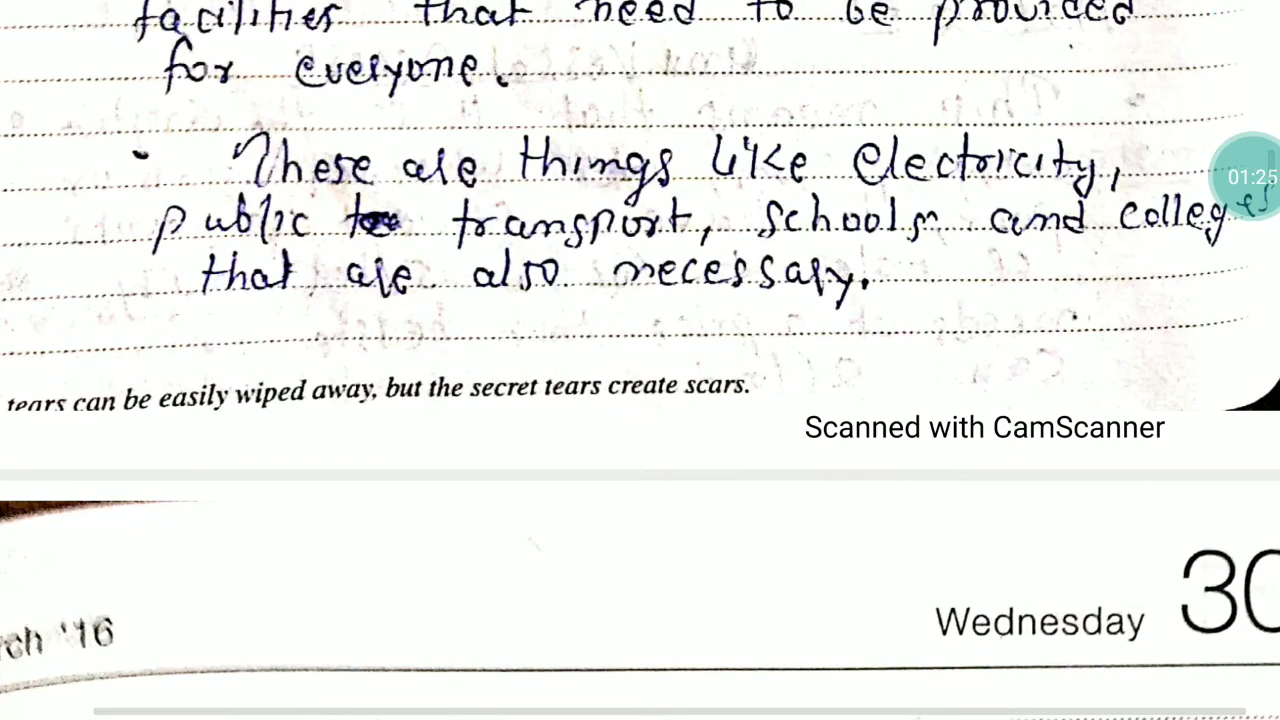 facilities that need to be provided
for everyone.
• These are things like electricity,
public transport, schools and colleges
that are also necessary.
tears can be easily wiped away, but the secret tears create scars.
Scanned with CamScanner
rch '16
Wednesday 30
01:25